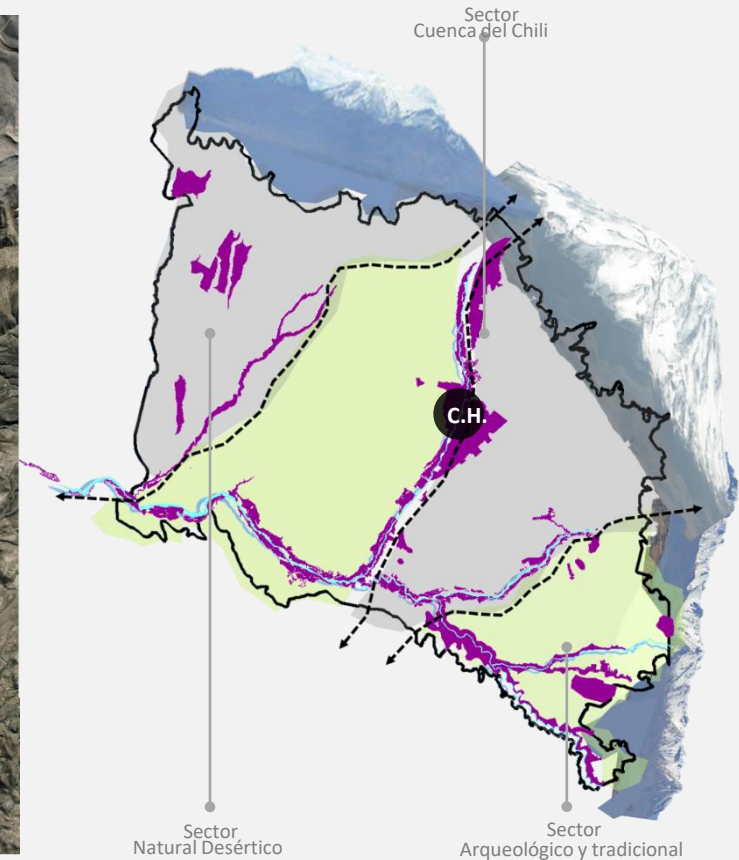 Sector
Cuenca del Chili
C.H.
Sector
Natural Desértico
Sector
Arqueológico y tradicional